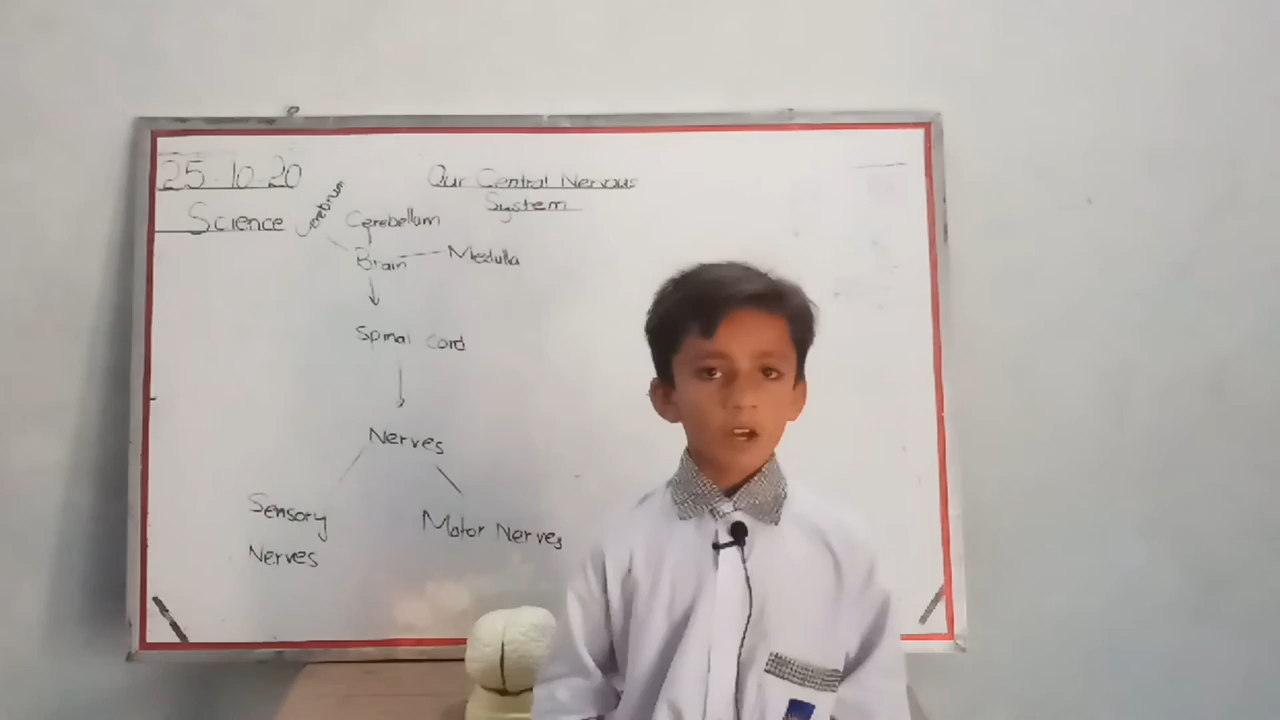 25-10-20
Our Central Nervous
System
Science
Cerebrum
Cerebellum
Brain
Medulla
Spinal Cord
Nerves
Sensory
Nerves
Motor Nerves